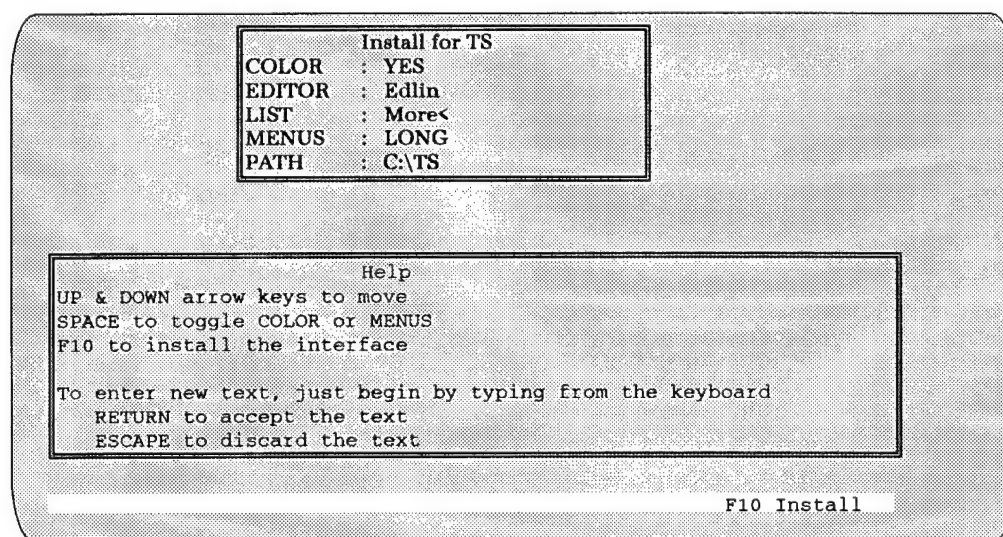 Install for TS
COLOR : YES
EDITOR : Edlin
LIST : More<
MENUS : LONG
PATH : C:\TS
Help
UP & DOWN arrow keys to move
SPACE to toggle COLOR or MENUS
F10 to install the interface
To enter new text, just begin by typing from the keyboard
RETURN to accept the text
ESCAPE to discard the text
F10 Install